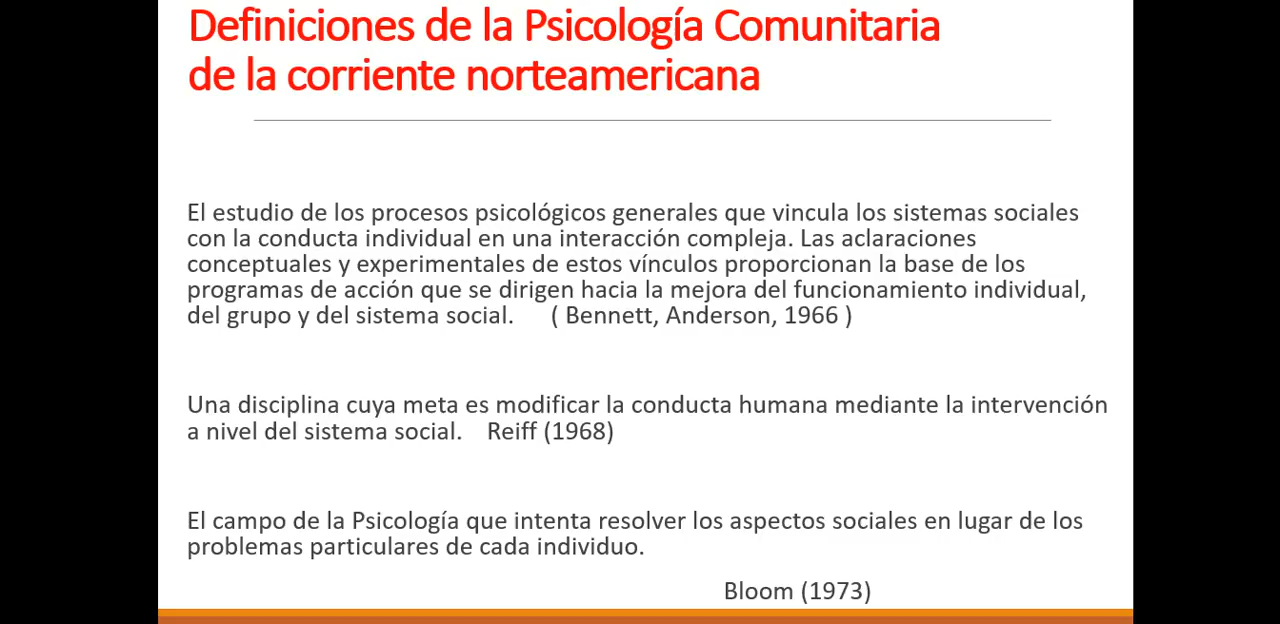 Definiciones de la Psicología Comunitaria
de la corriente norteamericana
El estudio de los procesos psicológicos generales que vincula los sistemas sociales
con la conducta individual en una interacción compleja. Las aclaraciones
conceptuales y experimentales de estos vínculos proporcionan la base de los
programas de acción que se dirigen hacia la mejora del funcionamiento individual,
del grupo y del sistema social. ( Bennett, Anderson, 1966 )
Una disciplina cuya meta es modificar la conducta humana mediante la intervención
a nivel del sistema social. Reiff (1968)
El campo de la Psicología que intenta resolver los aspectos sociales en lugar de los
problemas particulares de cada individuo.
Bloom (1973)